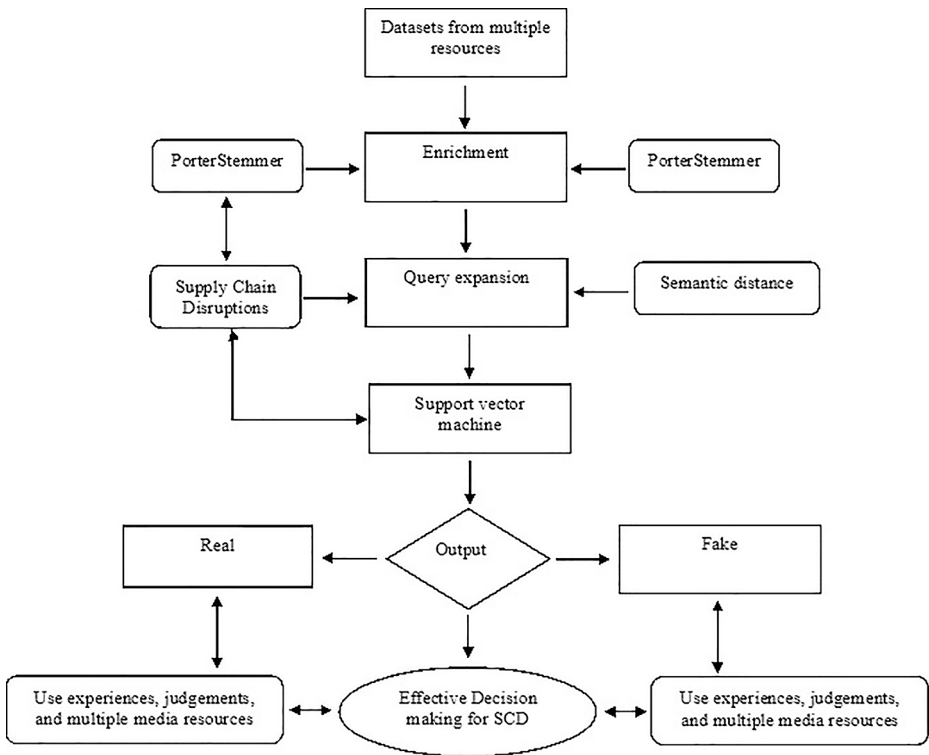 Datasets from multiple
resources
PorterStemmer
Enrichment
PorterStemmer
Supply Chain
Disruptions
Query expansion
Semantic distance
Support vector
machine
Real
Output
Fake
Use experiences, judgements,
and multiple media resources
Effective Decision
making for SCD
Use experiences, judgements,
and multiple media resources